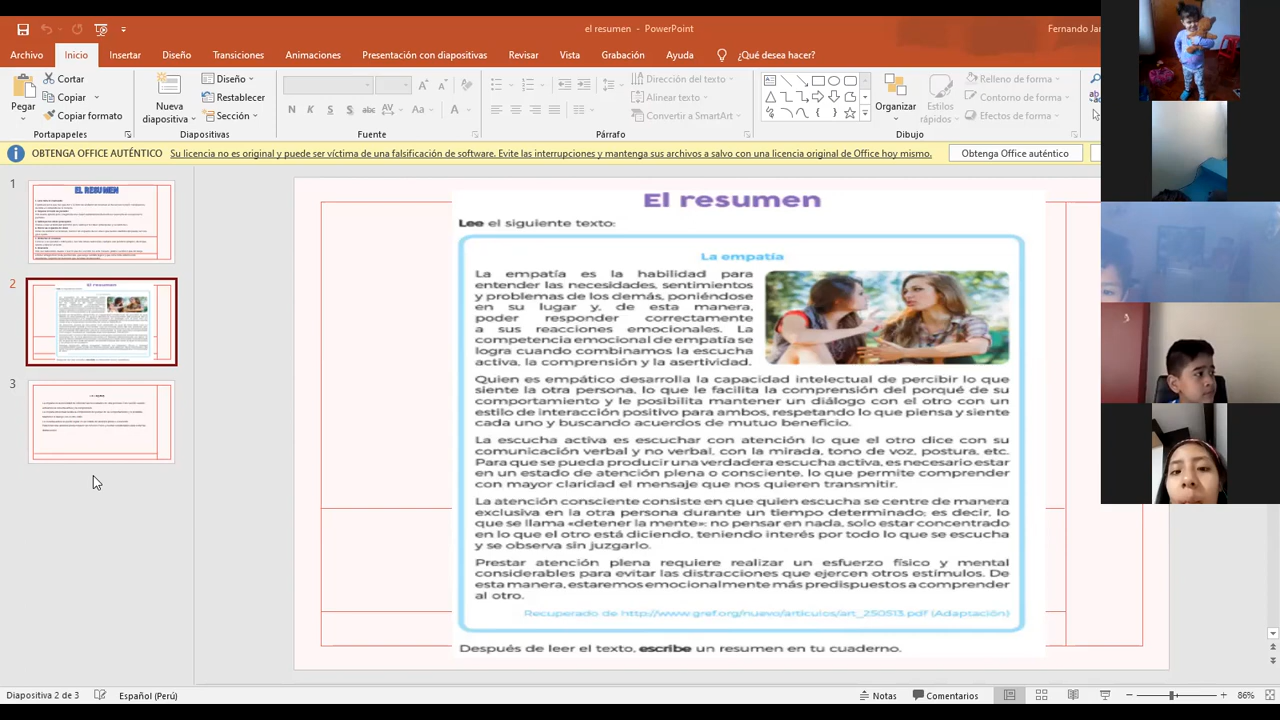 el resumen - PowerPoint
Fernando Jar
Archivo Inicio Insertar Diseño Transiciones Animaciones Presentación con diapositivas Revisar Vista Grabación Ayuda ¿Qué desea hacer?
Pegar
Cortar
Copiar
Copiar formato
Portapapeles
Nueva
diapositiva
Diseño
Restablecer
Sección
Diapositivas
N K S S abc AV Aa A
Fuente
Dirección del texto
Alinear texto
Convertir a SmartArt
Párrafo
Organizar
Estilos
rápidos
Relleno de forma
Contorno de forma
Efectos de forma
Dibujo
OBTENGA OFFICE AUTÉNTICO Su licencia no es original y puede ser víctima de una falsificación de software. Evite las interrupciones y mantenga sus archivos a salvo con una licencia original de Office hoy mismo. Obtenga Office auténtico
1
EL RESUMEN
2
3
El resumen
Lee el siguiente texto:
La empatía
La empatía es la habilidad para
entender las necesidades, sentimientos
y problemas de los demás, poniéndose
en su lugar y, de esta manera,
poder responder correctamente
a sus reacciones emocionales. La
competencia emocional de empatía se
logra cuando combinamos la escucha
activa, la comprensión y la asertividad.
Quien es empático desarrolla la capacidad intelectual de percibir lo que
siente la otra persona, lo que le facilita la comprensión del porqué de su
comportamiento y le posibilita mantener un diálogo con el otro con un
estilo de interacción positivo para ambos, respetando lo que piensa y siente
cada uno y buscando acuerdos de mutuo beneficio.
La escucha activa es escuchar con atención lo que el otro dice con su
comunicación verbal y no verbal, con la mirada, tono de voz, postura, etc.
Para que se pueda producir una verdadera escucha activa, es necesario estar
en un estado de atención plena o consciente, lo que permite comprender
con mayor claridad el mensaje que nos quieren transmitir.
La atención consciente consiste en que quien escucha se centre de manera
exclusiva en la otra persona durante un tiempo determinado; es decir, lo
que se llama «detener la mente»: no pensar en nada, solo estar concentrado
en lo que el otro está diciendo, teniendo interés por todo lo que se escucha
y se observa sin juzgarlo.
Prestar atención plena requiere realizar un esfuerzo físico y mental
considerables para evitar las distracciones que ejercen otros estímulos. De
esta manera, estaremos emocionalmente más predispuestos a comprender
al otro.
Recuperado de http://www.gref.org/nuevo/articulos/art_250513.pdf (Adaptación)
Después de leer el texto, escribe un resumen en tu cuaderno.
Diapositiva 2 de 3 Español (Perú) Notas Comentarios 86%